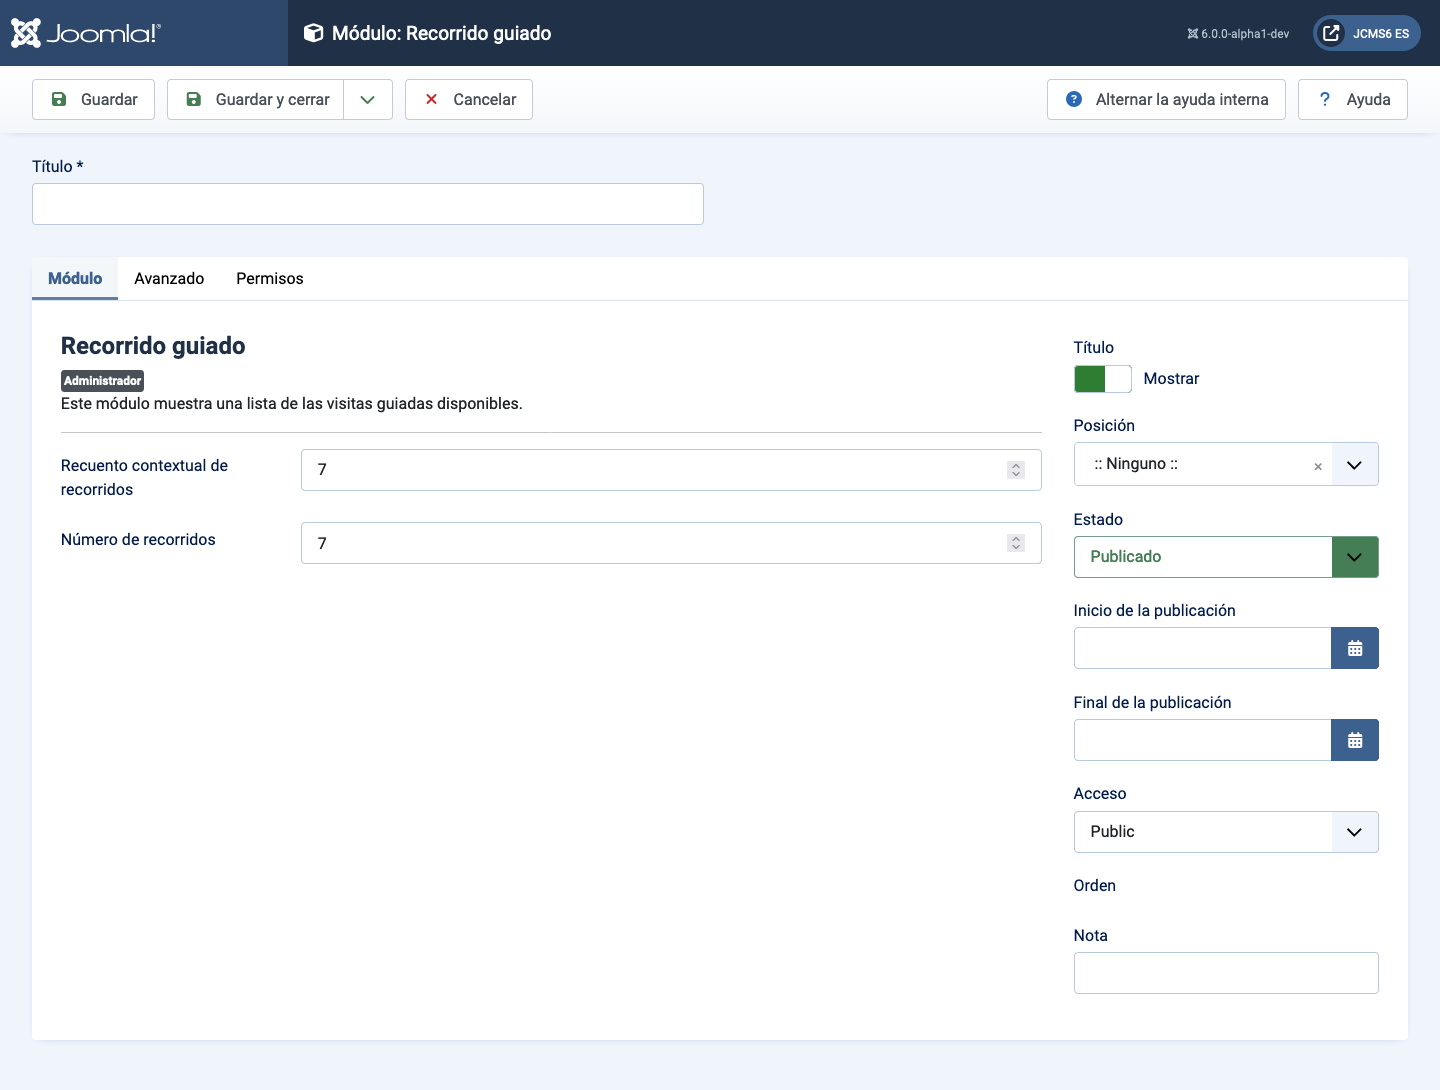 Joomla!®
Módulo: Recorrido guiado
6.0.0-alpha1-dev
JCMS6 ES
Guardar
Guardar y cerrar
Cancelar
Alternar la ayuda interna
Ayuda
Título *
Módulo
Avanzado
Permisos
Recorrido guiado
Administrador
Este módulo muestra una lista de las visitas guiadas disponibles.
Recuento contextual de
recorridos
7
Número de recorridos
7
Título
Mostrar
Posición
:: Ninguno ::
Estado
Publicado
Inicio de la publicación
Final de la publicación
Acceso
Public
Orden
Nota